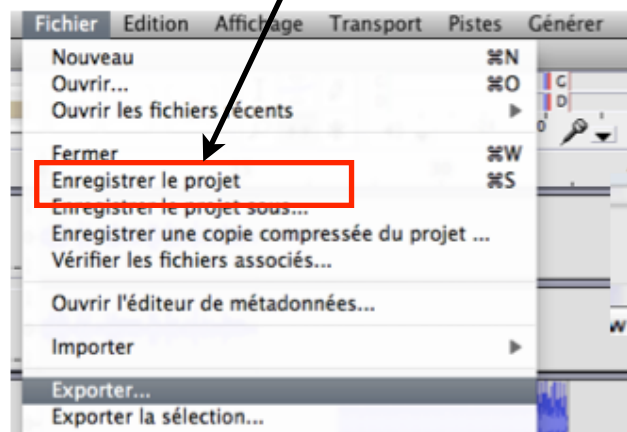 Fichier Edition Affichage Transport Pistes Générer
Nouveau ⌘N
Ouvrir... ⌘O
Ouvrir les fichiers récents
Fermer ⌘W
Enregistrer le projet ⌘S
Enregistrer le projet sous...
Enregistrer une copie compressée du projet ...
Vérifier les fichiers associés...
Ouvrir l'éditeur de métadonnées...
Importer
Exporter...
Exporter la sélection...
G
D
0
w